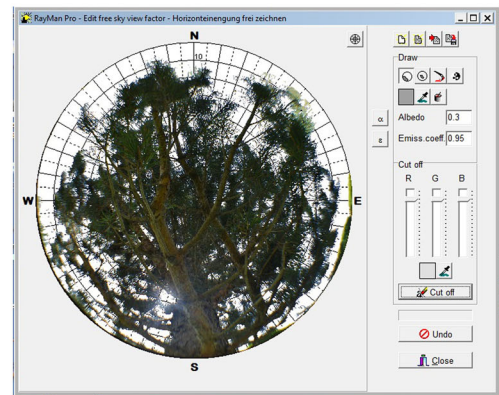 RayMan Pro - Edit free sky view factor - Horizonteinengung frei zeichnen
N
10
W
E
S
Draw
α
Albedo
0.3
ε
Emiss.coeff.
0.95
Cut off
R G B
Cut off
Undo
Close